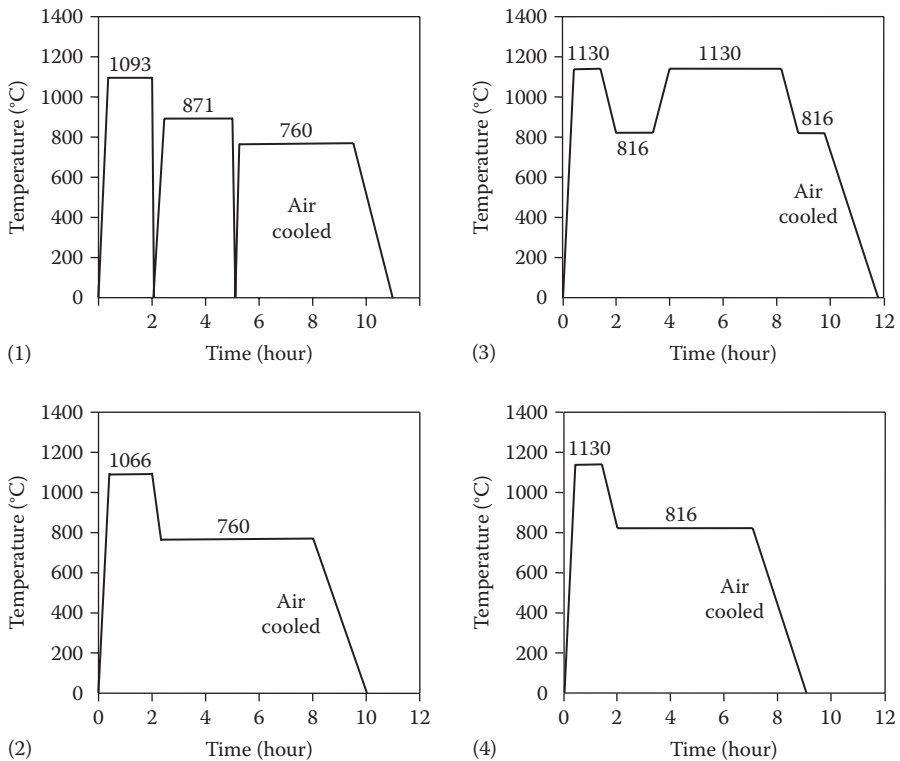 Temperature (°C)
1400
1200
1000
800
600
400
200
0
1093
871
760
Air
cooled
2 4 6 8 10
Time (hour)
(1)
Temperature (°C)
1400
1200
1000
800
600
400
200
0
1130
1130
816
816
Air
cooled
0 2 4 6 8 10 12
Time (hour)
(3)
Temperature (°C)
1400
1200
1000
800
600
400
200
0
1066
760
Air
cooled
0 2 4 6 8 10 12
Time (hour)
(2)
Temperature (°C)
1400
1200
1000
800
600
400
200
0
1130
816
Air
cooled
0 2 4 6 8 10 12
Time (hour)
(4)